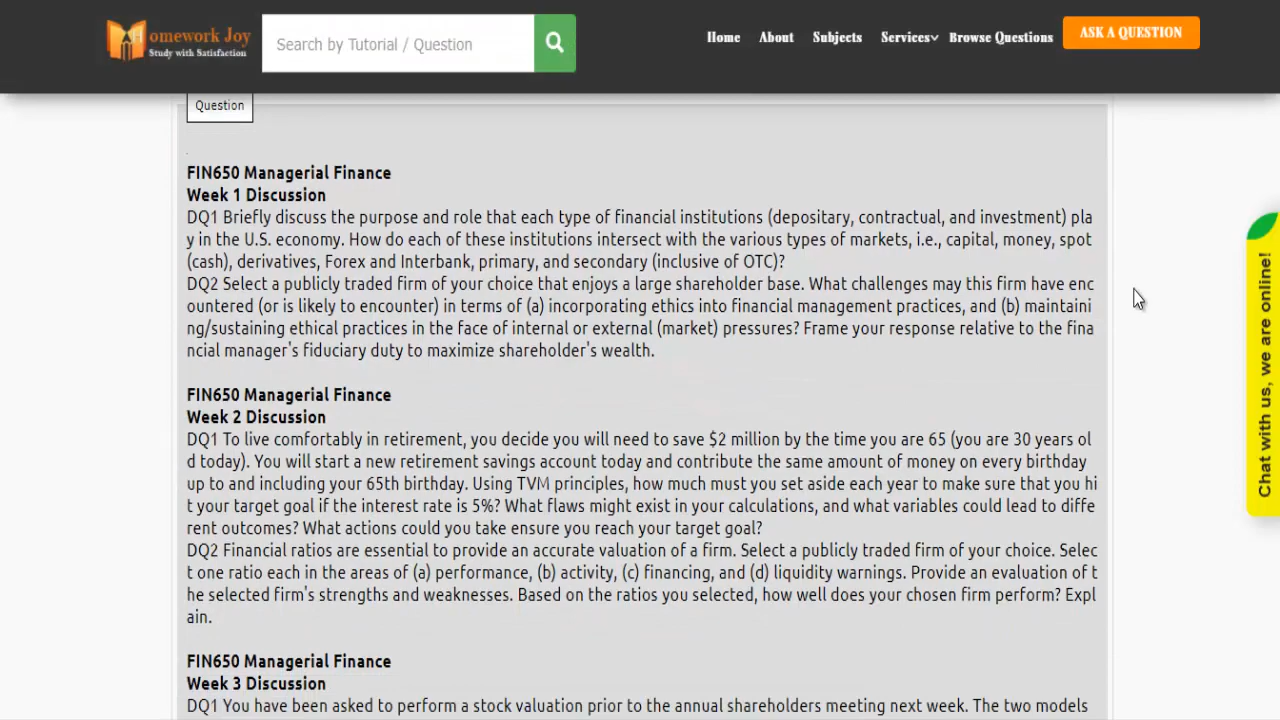 Homework Joy
Study with Satisfaction
Search by Tutorial / Question
Home About Subjects Services Browse Questions
ASK A QUESTION
Question
FIN650 Managerial Finance
Week 1 Discussion
DQ1 Briefly discuss the purpose and role that each type of financial institutions (depositary, contractual, and investment) pla
y in the U.S. economy. How do each of these institutions intersect with the various types of markets, i.e., capital, money, spot
(cash), derivatives, Forex and Interbank, primary, and secondary (inclusive of OTC)?
DQ2 Select a publicly traded firm of your choice that enjoys a large shareholder base. What challenges may this firm have enc
ountered (or is likely to encounter) in terms of (a) incorporating ethics into financial management practices, and (b) maintaini
ng/sustaining ethical practices in the face of internal or external (market) pressures? Frame your response relative to the fina
ncial manager's fiduciary duty to maximize shareholder's wealth.
FIN650 Managerial Finance
Week 2 Discussion
DQ1 To live comfortably in retirement, you decide you will need to save $2 million by the time you are 65 (you are 30 years ol
d today). You will start a new retirement savings account today and contribute the same amount of money on every birthday
up to and including your 65th birthday. Using TVM principles, how much must you set aside each year to make sure that you hi
t your target goal if the interest rate is 5%? What flaws might exist in your calculations, and what variables could lead to diffe
rent outcomes? What actions could you take ensure you reach your target goal?
DQ2 Financial ratios are essential to provide an accurate valuation of a firm. Select a publicly traded firm of your choice. Selec
t one ratio each in the areas of (a) performance, (b) activity, (c) financing, and (d) liquidity warnings. Provide an evaluation of t
he selected firm's strengths and weaknesses. Based on the ratios you selected, how well does your chosen firm perform? Expl
ain.
FIN650 Managerial Finance
Week 3 Discussion
DQ1 You have been asked to perform a stock valuation prior to the annual shareholders meeting next week. The two models
Chat with us, we are online!